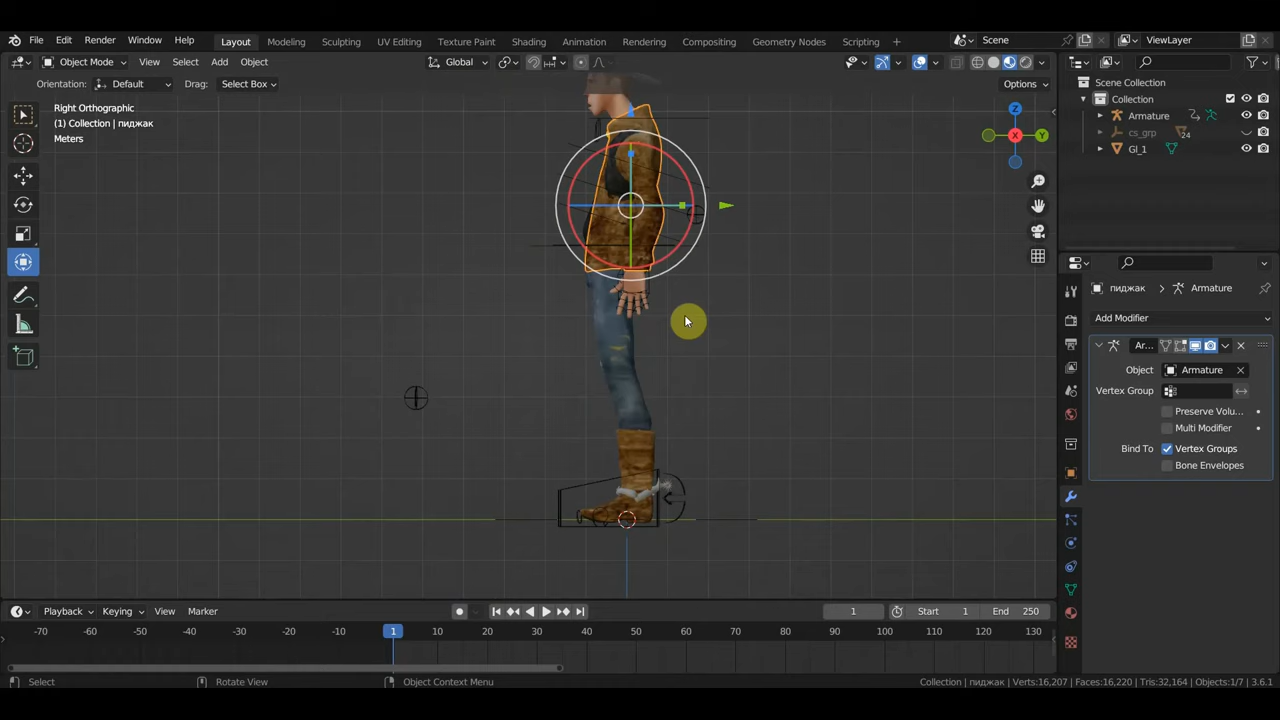 File Edit Render Window Help Layout Modeling Sculpting UV Editing Texture Paint Shading Animation Rendering Compositing Geometry Nodes Scripting + Scene ViewLayer
Object Mode View Select Add Object Global Options
Orientation: Default Drag: Select Box
Right Orthographic
(1) Collection | пиджак
Meters
Z
X
Y
Scene Collection
Collection
Armature
cs_grp 24
Gl_1
пиджак > Armature
Add Modifier
Ar...
Object Armature
Vertex Group
Preserve Volu...
Multi Modifier
Bind To Vertex Groups
Bone Envelopes
Playback Keying View Marker 1 Start 1 End 250
-70 -60 -50 -40 -30 -20 -10 1 10 20 30 40 50 60 70 80 90 100 110 120 130
Select Rotate View Object Context Menu Collection | пиджак | Verts:16,207 | Faces:16,220 | Tris:32,164 | Objects:1/7 | 3.6.1